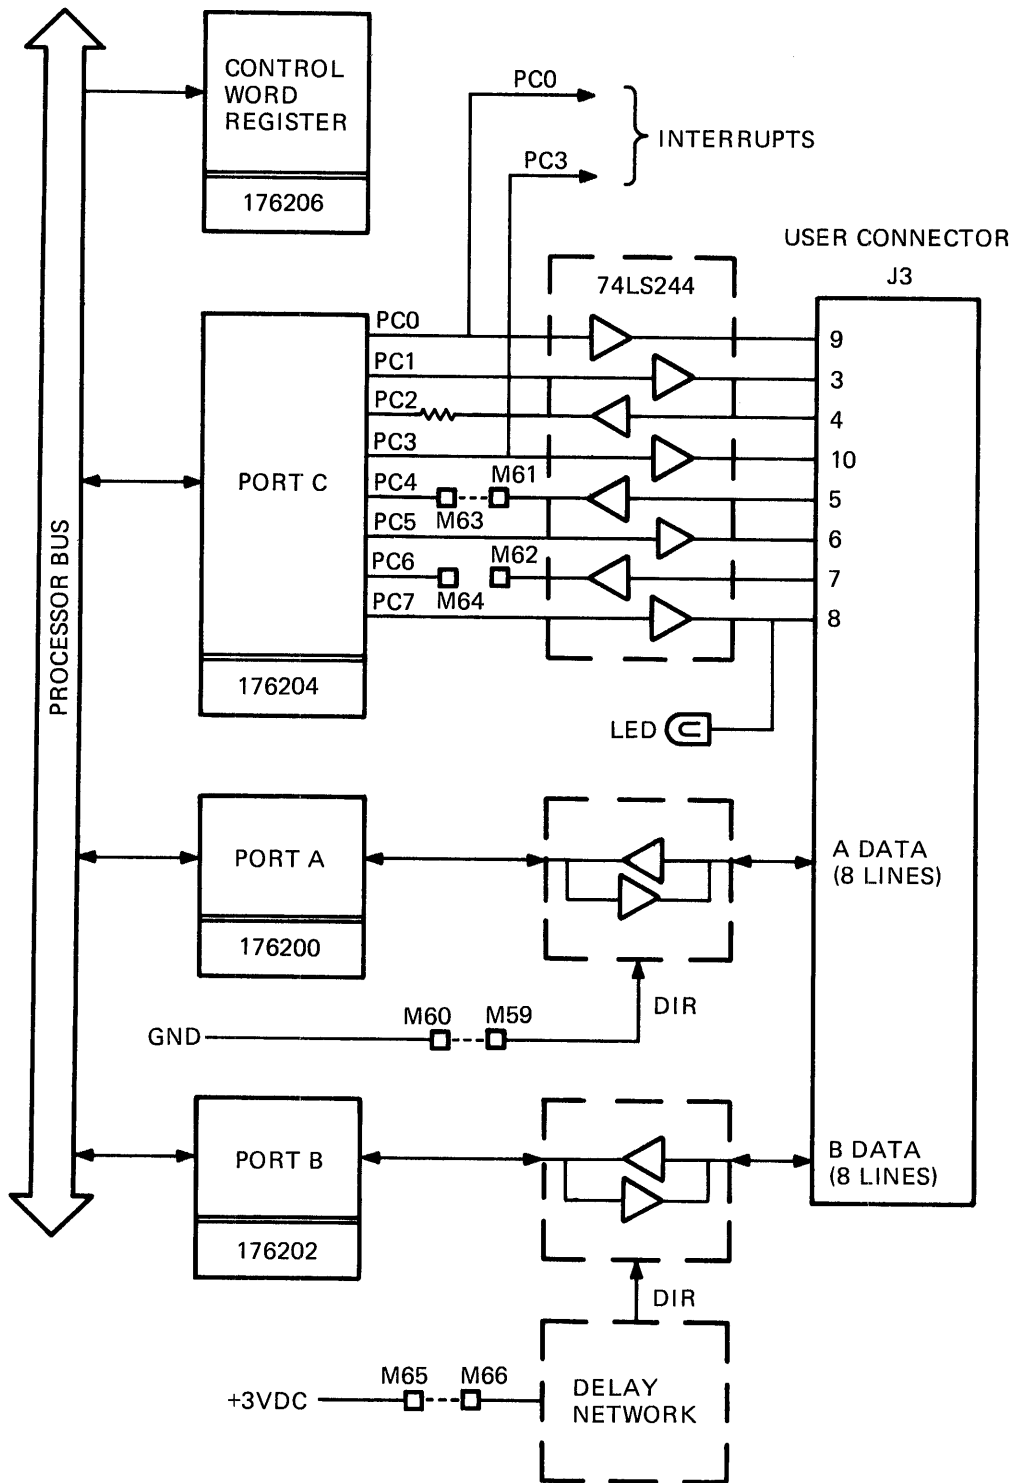 CONTROL
WORD
REGISTER
176206
PC0
PC3
INTERRUPTS
USER CONNECTOR
J3
74LS244
PROCESSOR BUS
PORT C
176204
PC0
PC1
PC2
PC3
PC4
PC5
PC6
PC7
M61
M63
M62
M64
9
3
4
10
5
6
7
8
LED
PORT A
176200
A DATA
(8 LINES)
DIR
GND
M60
M59
PORT B
176202
B DATA
(8 LINES)
DIR
+3VDC
M65
M66
DELAY
NETWORK